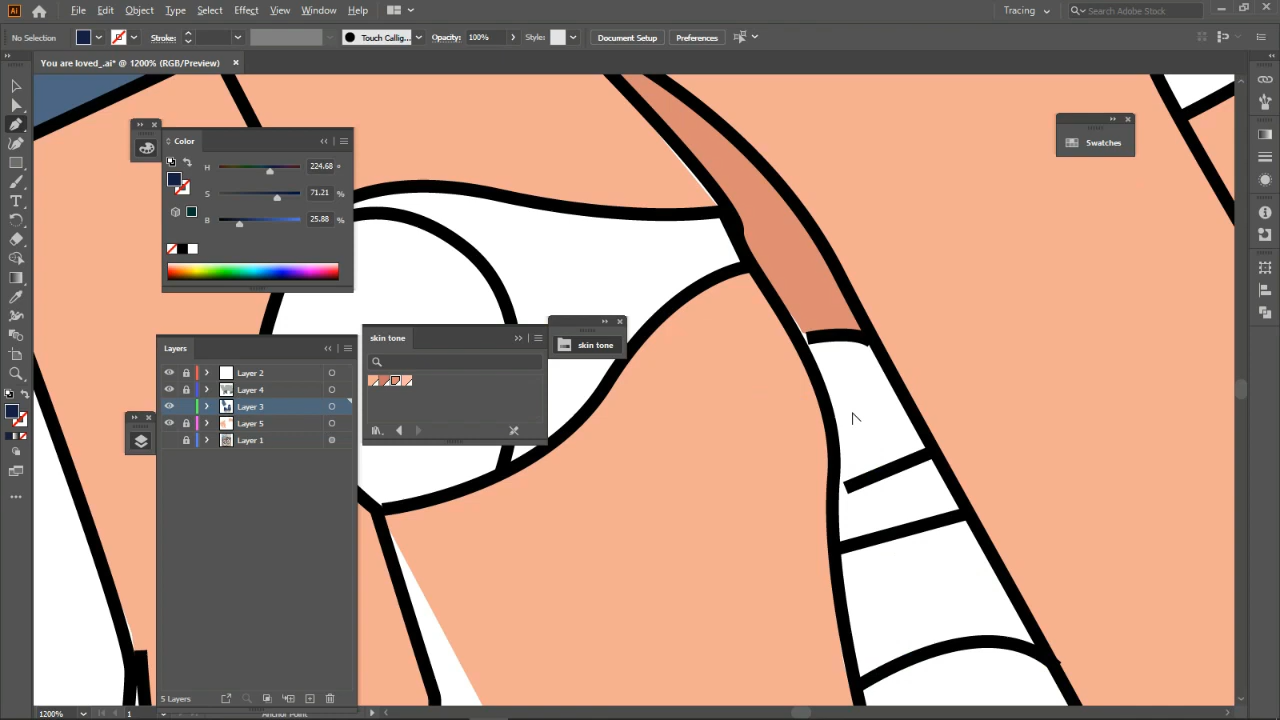 Ai File Edit Object Type Select Effect View Window Help Tracing Search Adobe Stock
No Selection Stroke: Touch Callig... Opacity: 100% Style: Document Setup Preferences
You are loved_.ai* @ 1200% (RGB/Preview)
Color
H 224.68 °
S 71.21 %
B 25.88 %
Swatches
Layers
Layer 2
Layer 4
Layer 3
Layer 5
Layer 1
5 Layers
skin tone
skin tone
1200% 1 Anchor Point